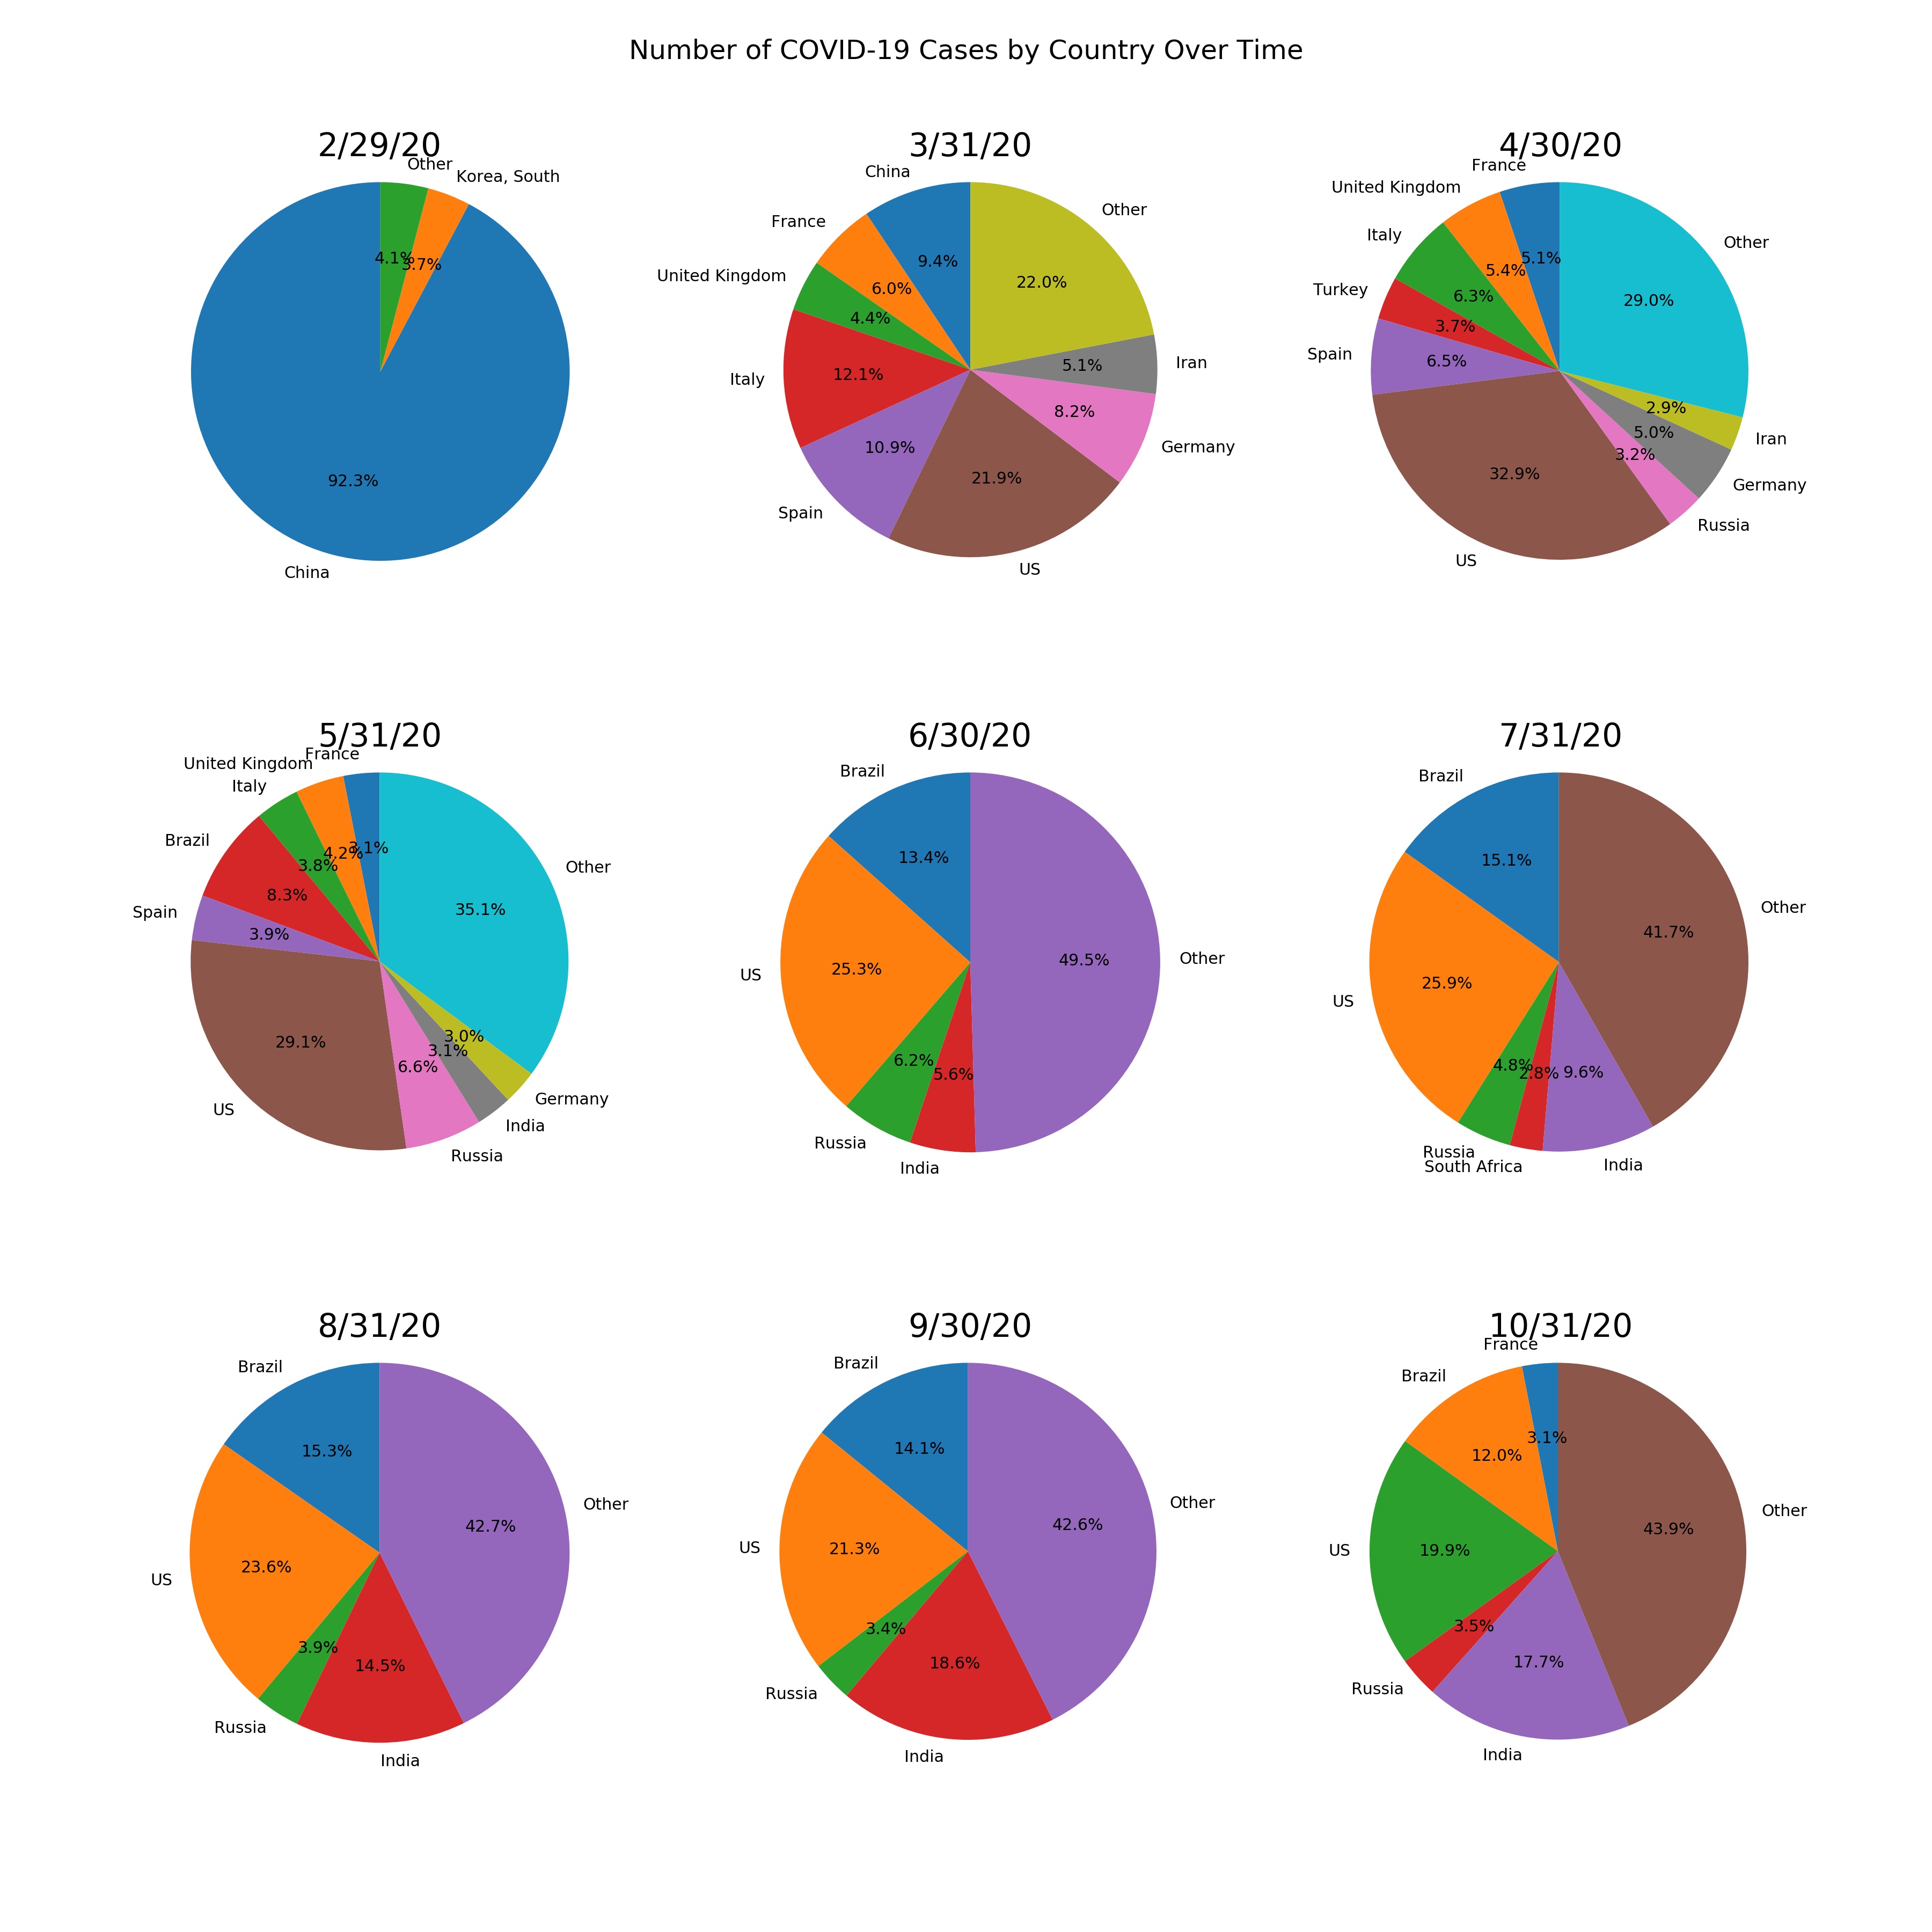 Number of COVID-19 Cases by Country Over Time
2/29/20
Other
Korea, South
4.1%
3.7%
92.3%
China
3/31/20
China
Other
France
United Kingdom
9.4%
22.0%
6.0%
4.4%
Iran
5.1%
Italy
12.1%
8.2%
10.9%
Germany
21.9%
Spain
US
4/30/20
France
United Kingdom
Italy
Other
5.1%
5.4%
Turkey
6.3%
29.0%
3.7%
Spain
6.5%
2.9%
5.0%
Iran
3.2%
32.9%
Germany
Russia
US
5/31/20
France
United Kingdom
Italy
Brazil
3.1%
4.2%
3.8%
Other
8.3%
35.1%
Spain
3.9%
3.0%
29.1%
3.1%
6.6%
Germany
US
India
Russia
6/30/20
Brazil
13.4%
49.5%
Other
US
25.3%
6.2%
5.6%
Russia
India
7/31/20
Brazil
15.1%
Other
41.7%
25.9%
US
4.8%
2.8%
9.6%
Russia
South Africa
India
8/31/20
Brazil
15.3%
Other
42.7%
23.6%
US
3.9%
14.5%
Russia
India
9/30/20
Brazil
14.1%
Other
42.6%
US
21.3%
3.4%
18.6%
Russia
India
10/31/20
France
Brazil
3.1%
12.0%
Other
43.9%
US
19.9%
3.5%
17.7%
Russia
India